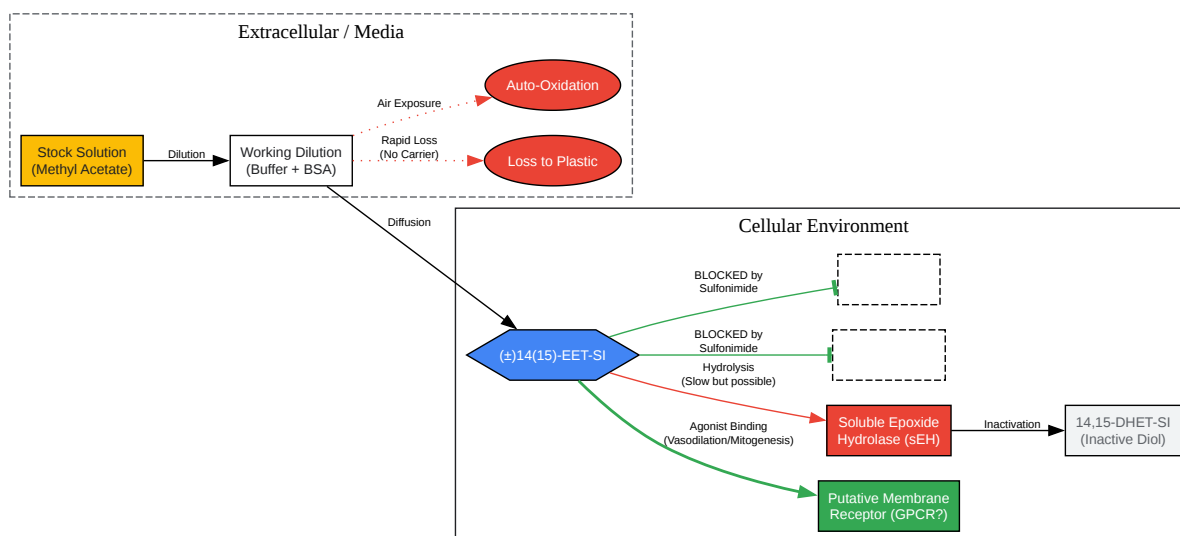 Extracellular / Media
Auto-Oxidation
Air Exposure
Stock Solution
(Methyl Acetate)
Dilution
Working Dilution
(Buffer + BSA)
Rapid Loss
(No Carrier)
Loss to Plastic
Diffusion
Cellular Environment
BLOCKED by
Sulfonimide
BLOCKED by
Sulfonimide
(±)14(15)-EET-SI
Hydrolysis
(Slow but possible)
Soluble Epoxide
Hydrolase (sEH)
Inactivation
14,15-DHET-SI
(Inactive Diol)
Agonist Binding
(Vasodilation/Mitogenesis)
Putative Membrane
Receptor (GPCR?)